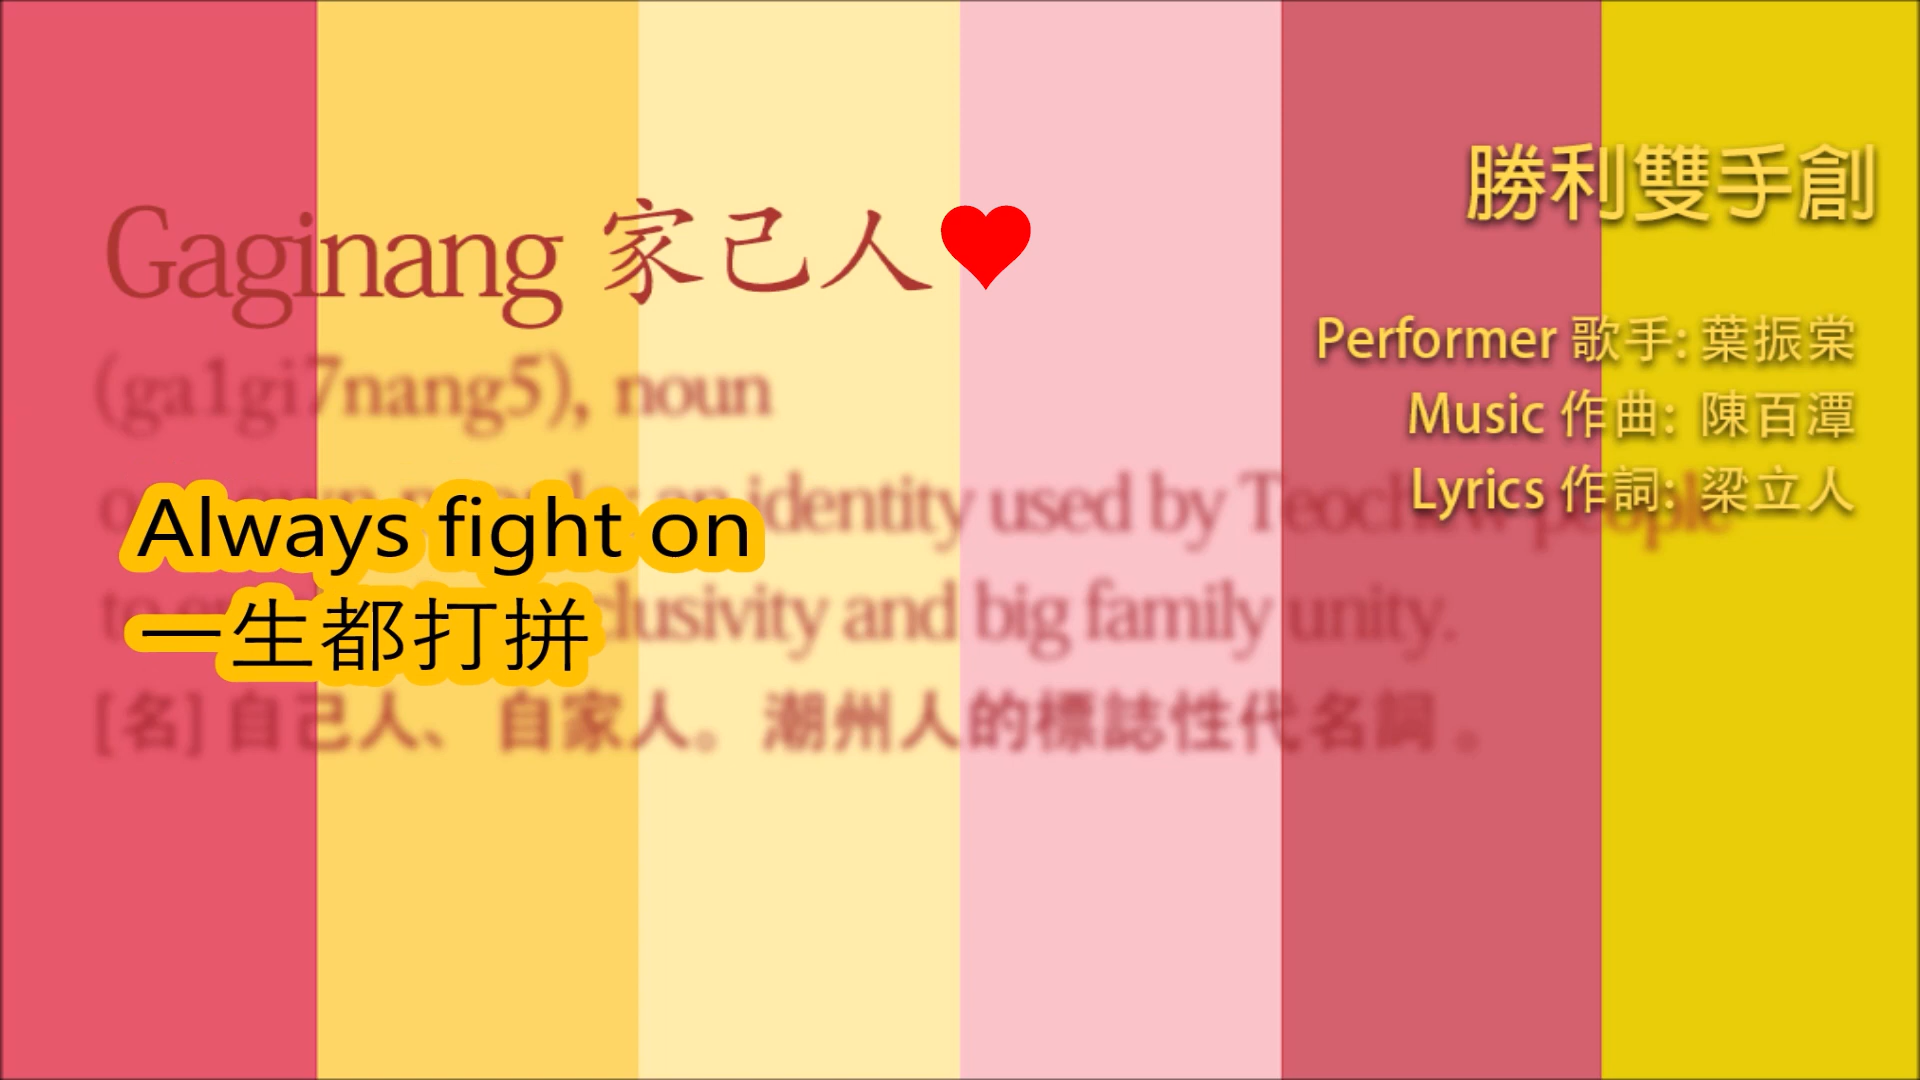 Gaginang 家己人
(ga1gi7nang5), noun
identity used by Teochew people
clusivity and big family unity.
[名] 自己人、自家人。潮州人的標誌性代名詞。
Always fight on
一生都打拼
勝利雙手創
Performer 歌手: 葉振棠
Music 作曲: 陳百潭
Lyrics 作詞: 梁立人